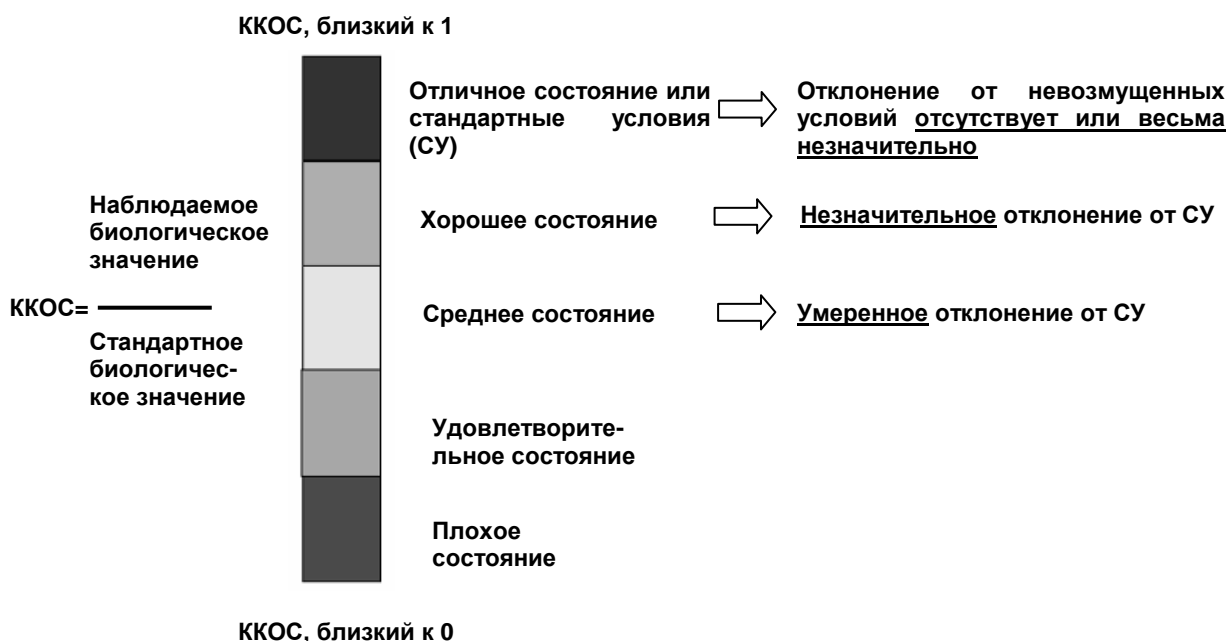 ККОС, близкий к 1
Отличное состояние или
стандартные условия
(СУ)
Отклонение от невозмущенных
условий отсутствует или весьма
незначительно
Наблюдаемое
биологическое
значение
Хорошее состояние
Незначительное отклонение от СУ
ККОС=
Среднее состояние
Умеренное отклонение от СУ
Стандартное
биологичес-
кое значение
Удовлетворите-
льное состояние
Плохое
состояние
ККОС, близкий к 0